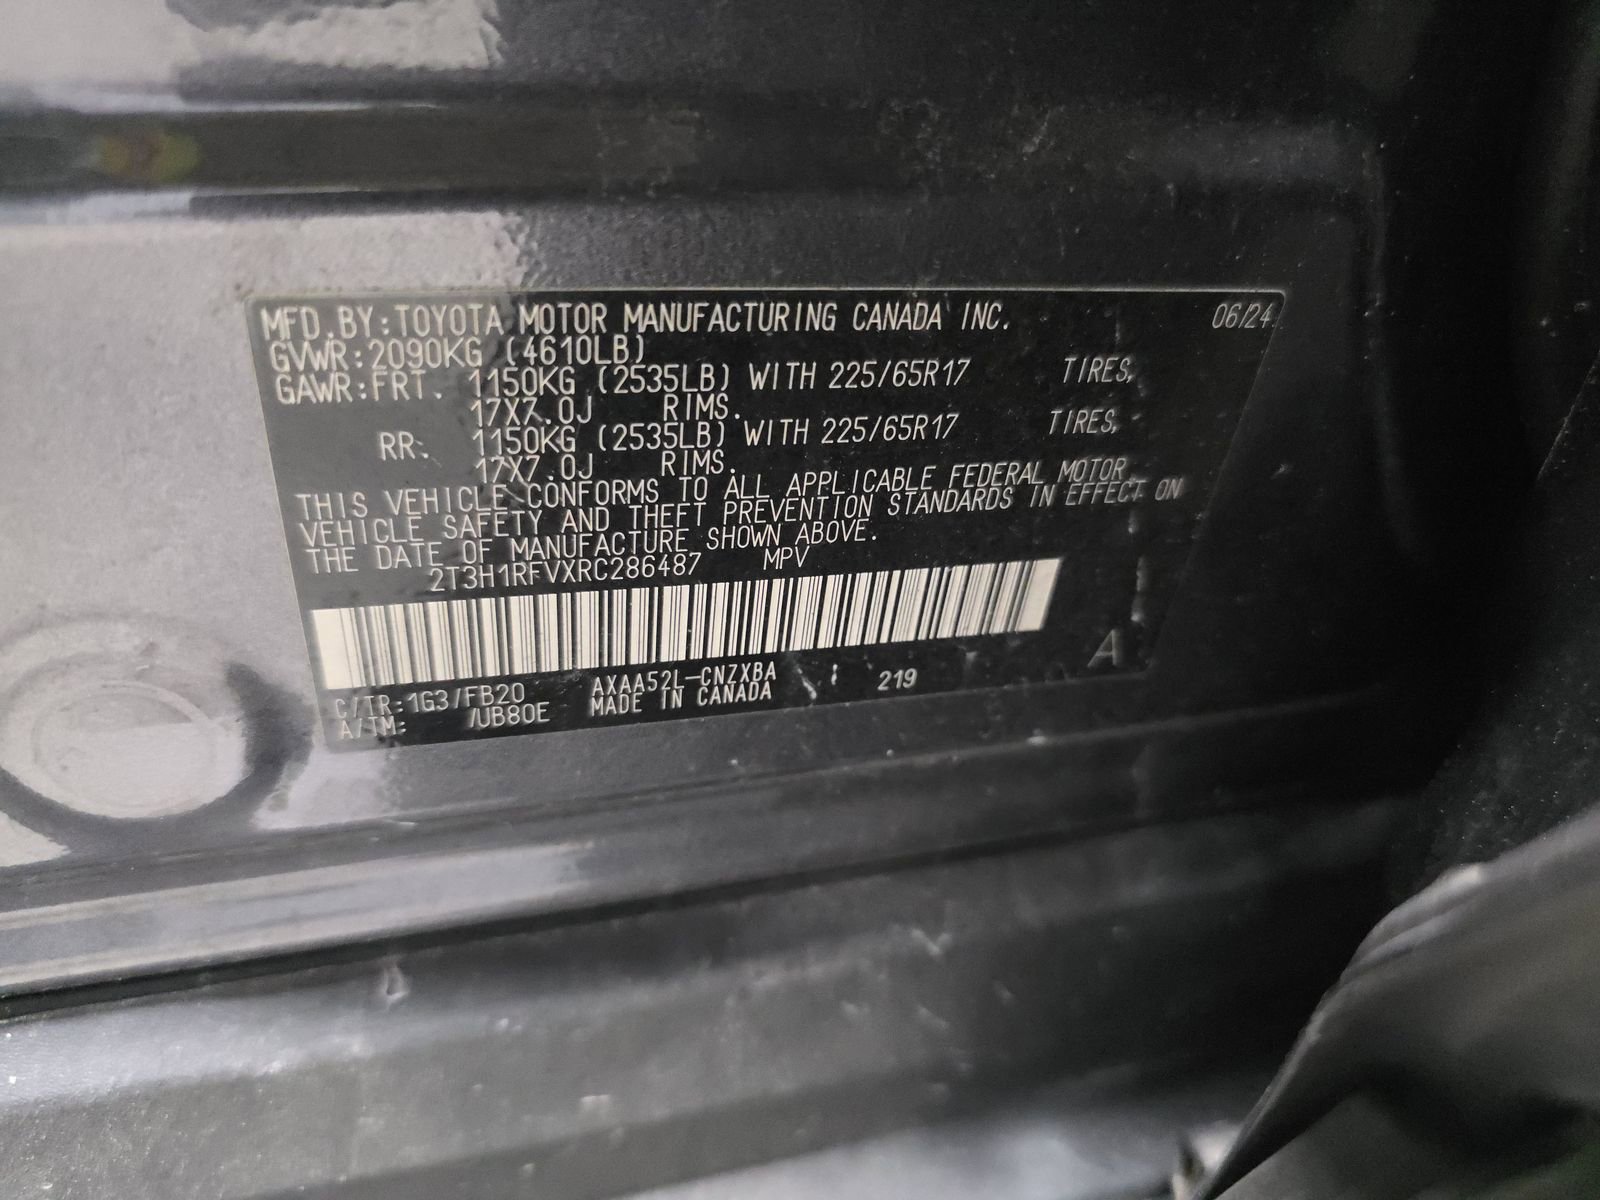 MFD.BY:TOYOTA MOTOR MANUFACTURING CANADA INC. 06/24
GVWR:2090KG (4610LB)
GAWR:FRT. 1150KG (2535LB) WITH 225/65R17 TIRES,
17X7.0J RIMS.
RR: 1150KG (2535LB) WITH 225/65R17 TIRES,
17X7.0J RIMS.
THIS VEHICLE CONFORMS TO ALL APPLICABLE FEDERAL MOTOR
VEHICLE SAFETY AND THEFT PREVENTION STANDARDS IN EFFECT ON
THE DATE OF MANUFACTURE SHOWN ABOVE.
2T3H1RFVXRC286487 MPV
A
C/TR:1G3/FB20 AXAA52L-CNZXBA 219
A/TM: /UB80E MADE IN CANADA